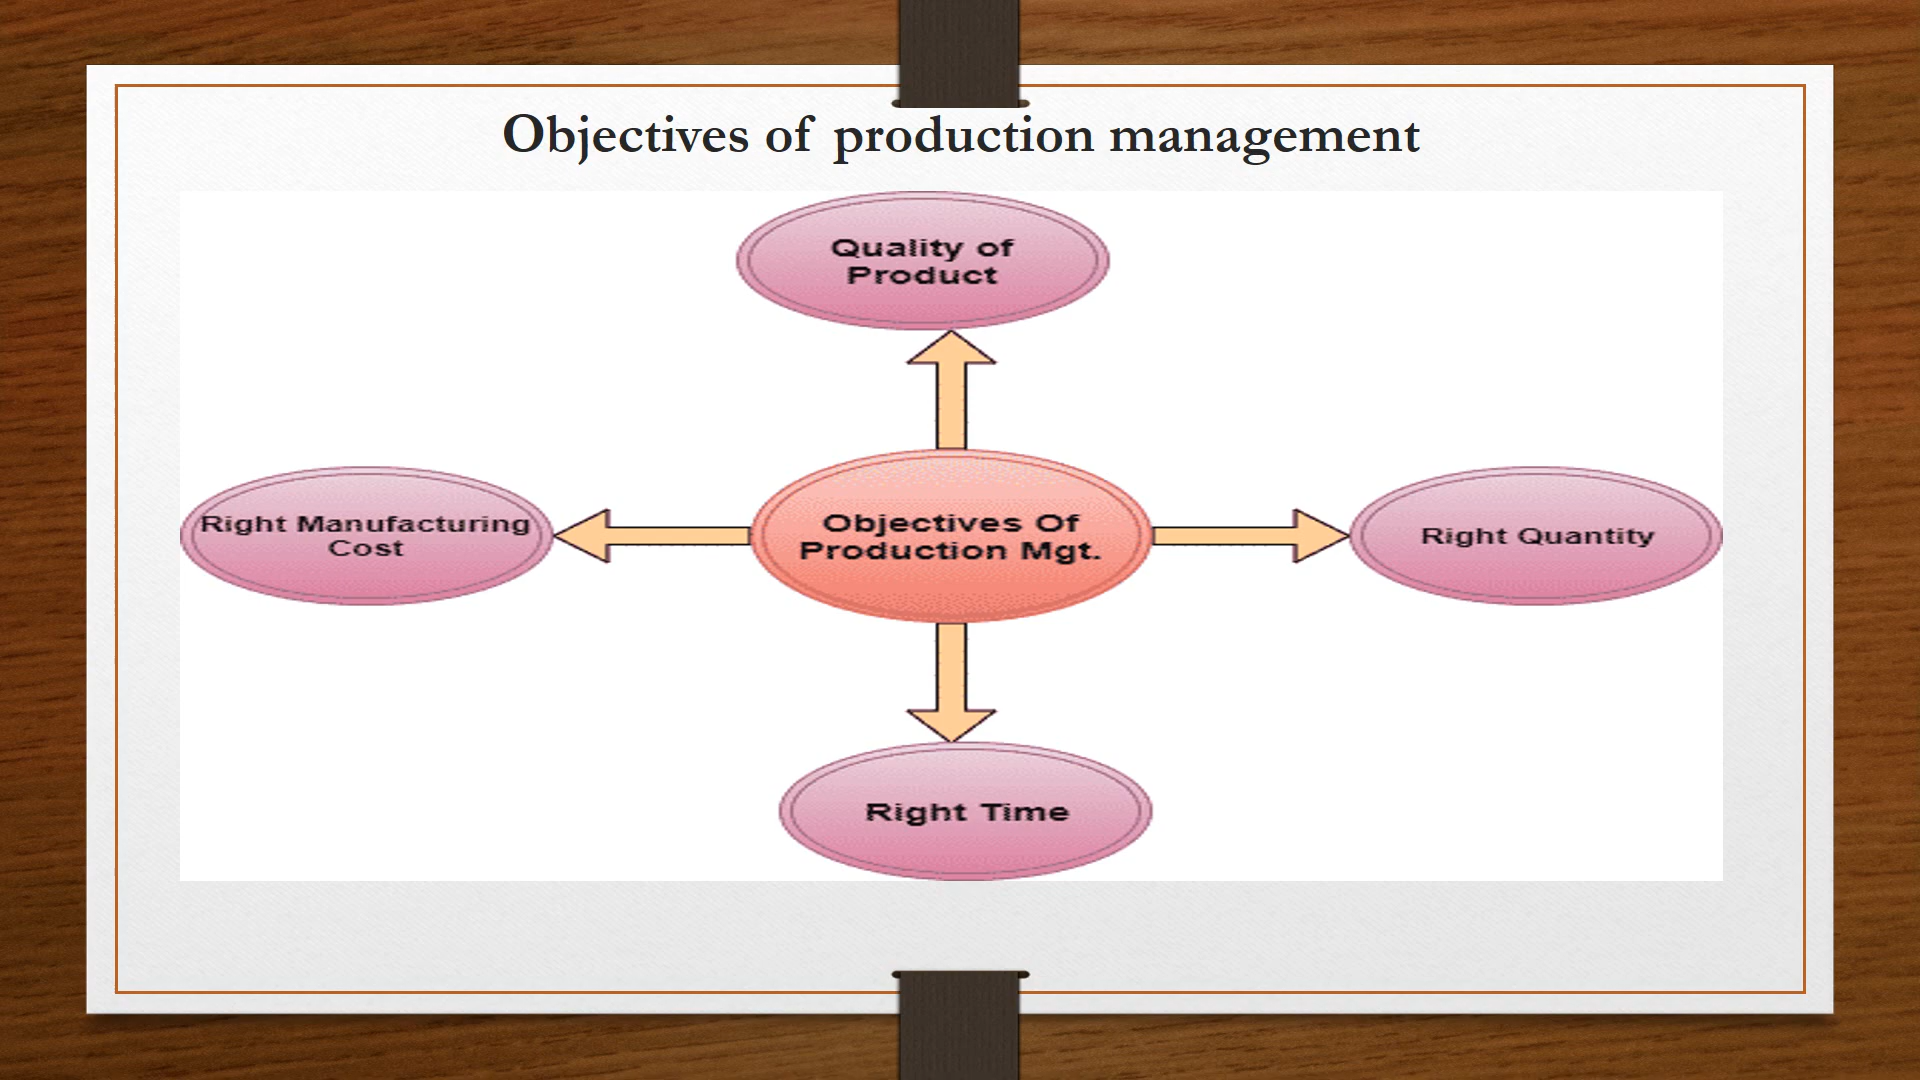 Objectives of production management
Quality of
Product
Right Manufacturing
Cost
Objectives Of
Production Mgt.
Right Quantity
Right Time